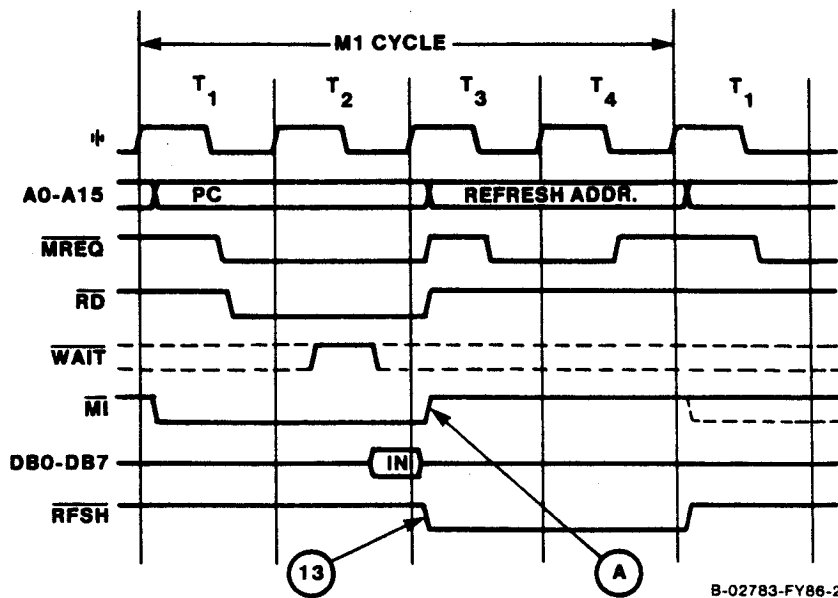 M1 CYCLE
T1 T2 T3 T4 T1
ϕ
A0-A15 PC REFRESH ADDR.
MREQ
RD
WAIT
MI
DB0-DB7 IN
RFSH
13 A
B-02783-FY86-2